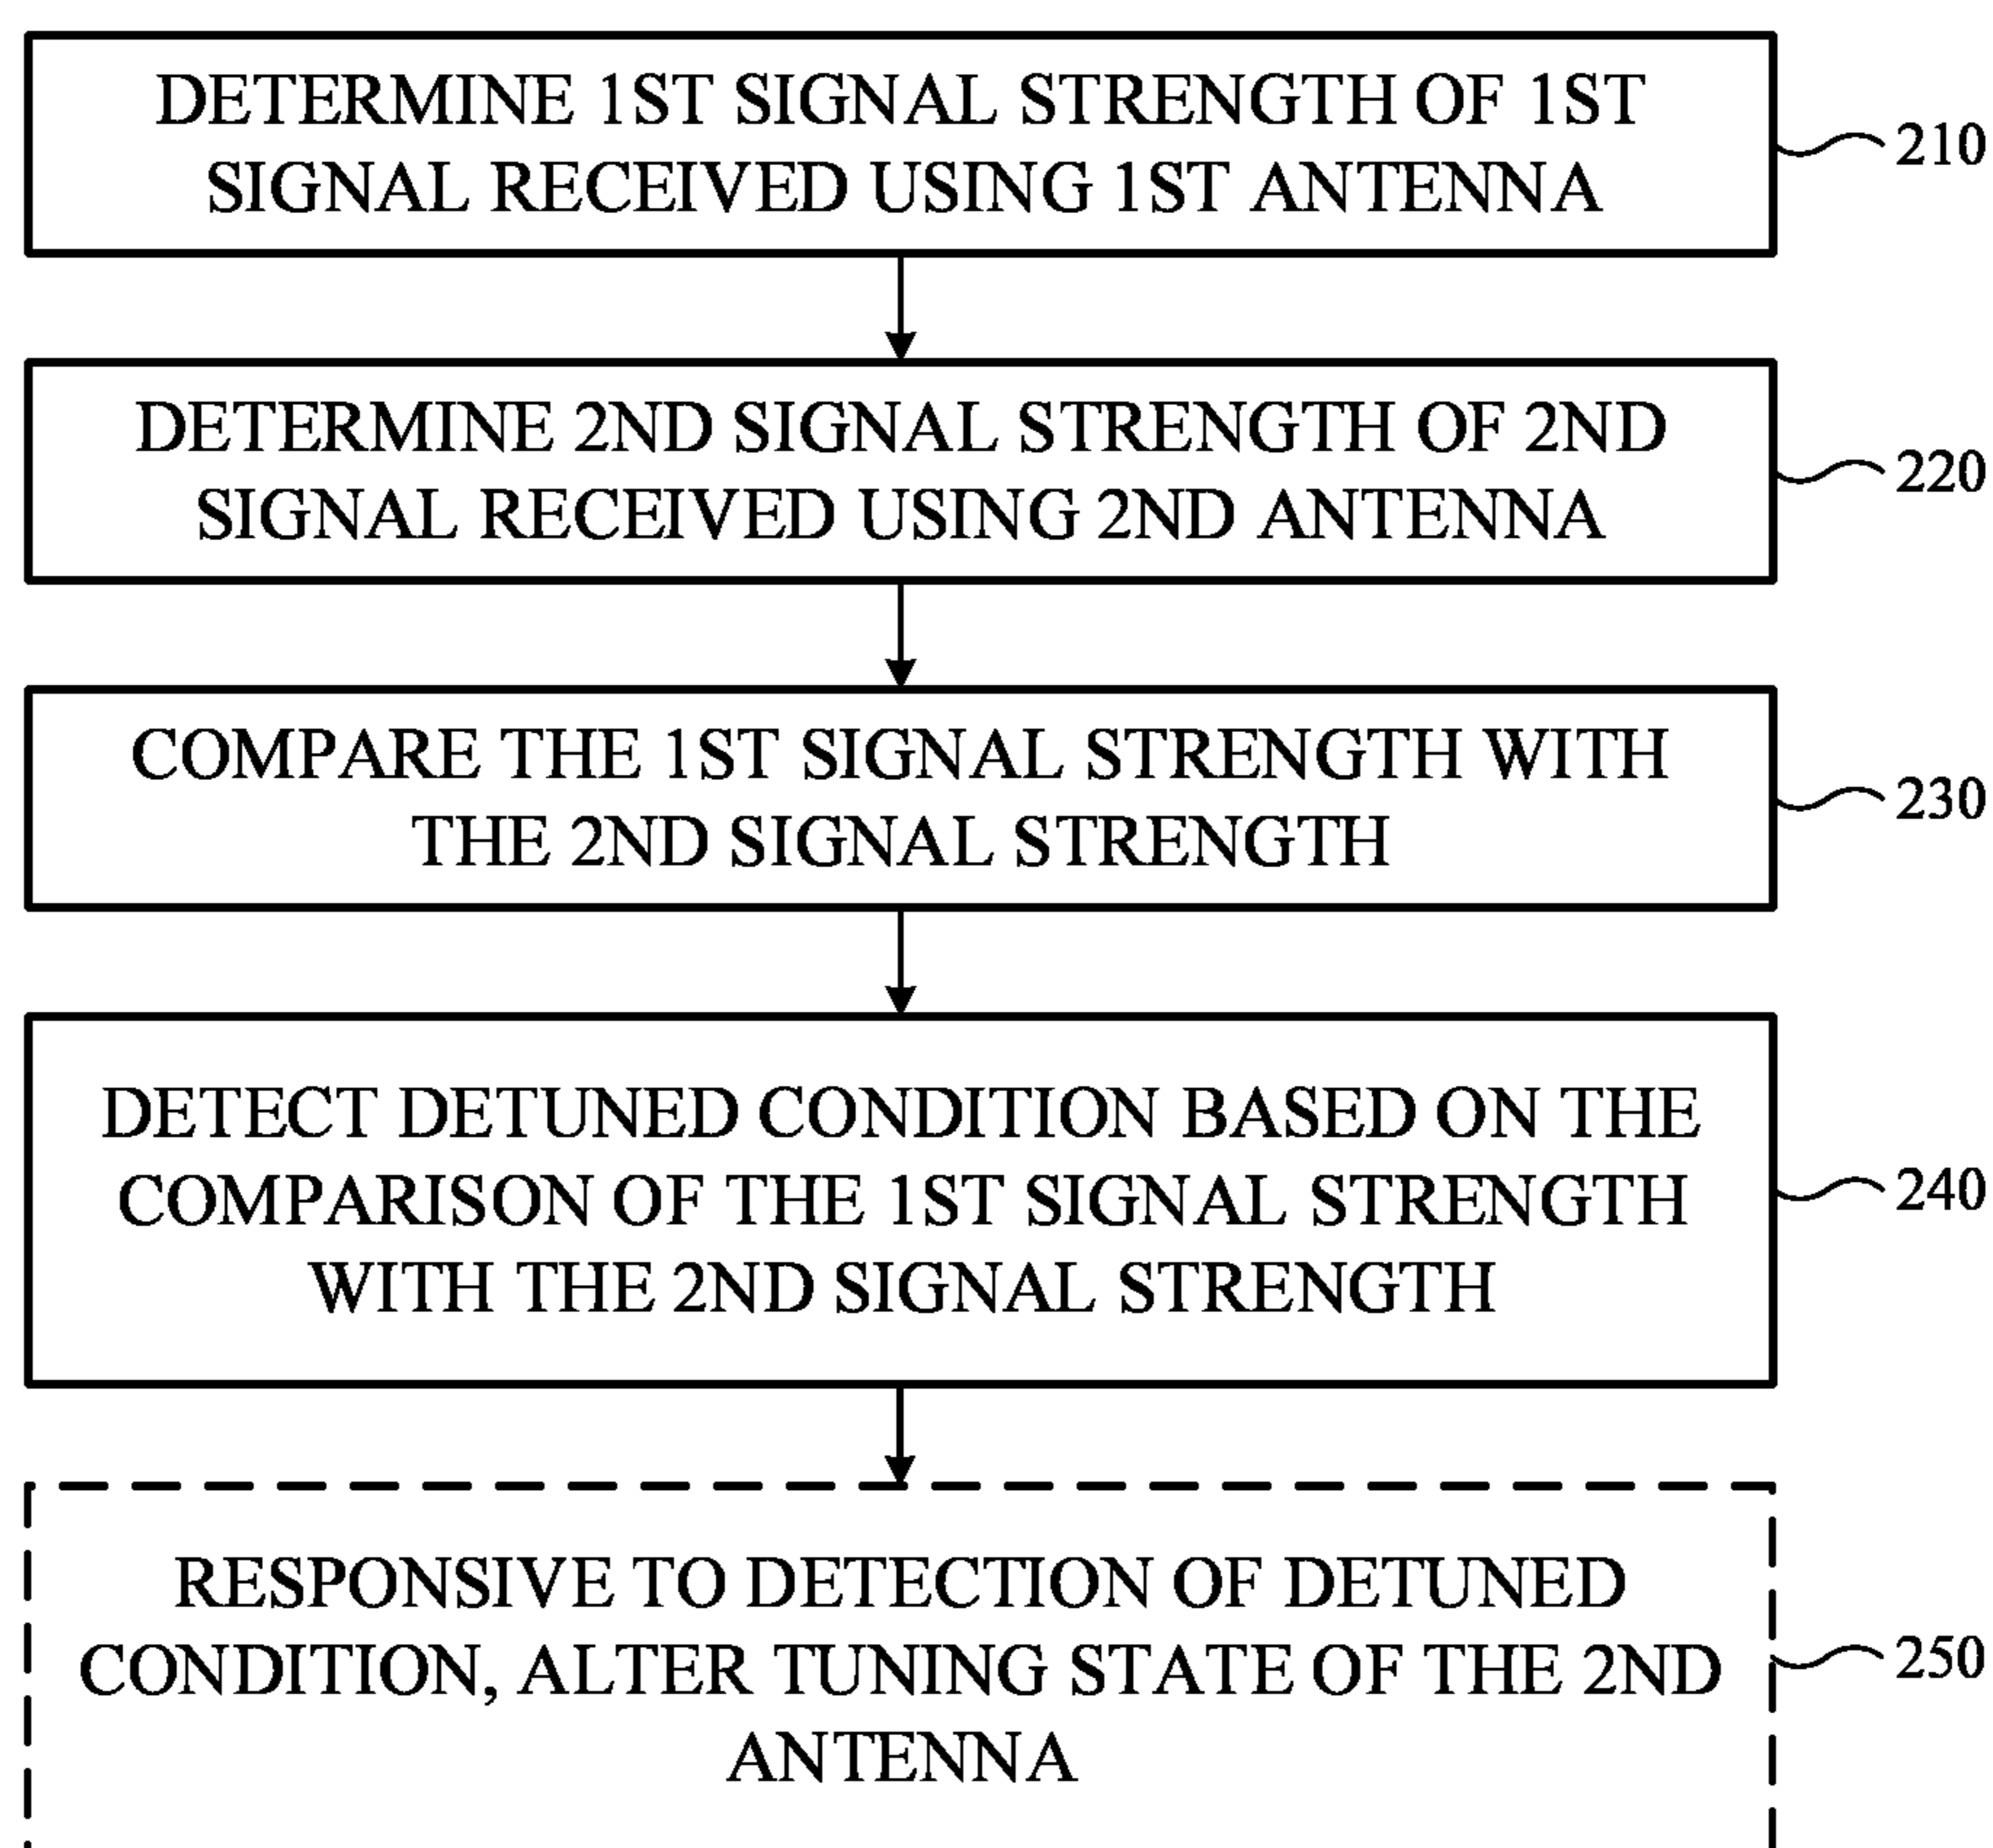 DETERMINE 1ST SIGNAL STRENGTH OF 1ST
SIGNAL RECEIVED USING 1ST ANTENNA
210
DETERMINE 2ND SIGNAL STRENGTH OF 2ND
SIGNAL RECEIVED USING 2ND ANTENNA
220
COMPARE THE 1ST SIGNAL STRENGTH WITH
THE 2ND SIGNAL STRENGTH
230
DETECT DETUNED CONDITION BASED ON THE
COMPARISON OF THE 1ST SIGNAL STRENGTH
WITH THE 2ND SIGNAL STRENGTH
240
RESPONSIVE TO DETECTION OF DETUNED
CONDITION, ALTER TUNING STATE OF THE 2ND
ANTENNA
250